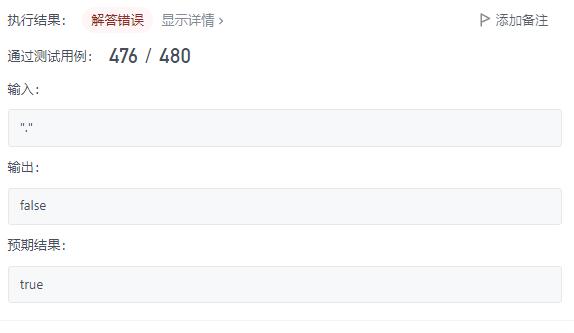 执行结果： 解答错误 显示详情 › 添加备注
通过测试用例： 476 / 480
输入：
"."
输出：
false
预期结果：
true